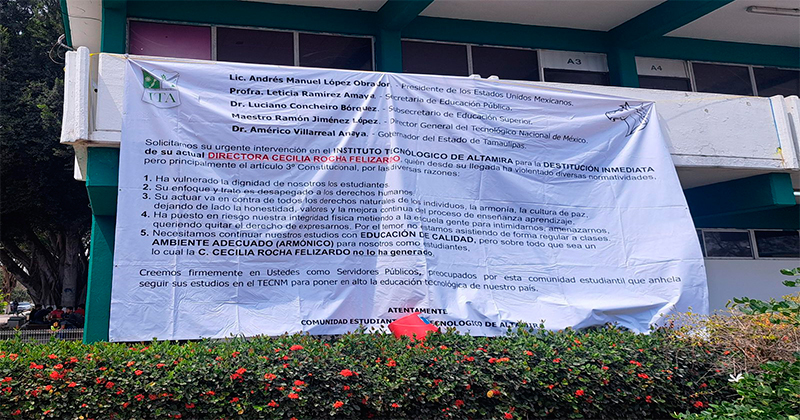 A 3
A 4
ITA
Lic. Andrés Manuel López Obrador - Presidente de los Estados Unidos Mexicanos.
Profra. Leticia Ramírez Amaya - Secretaria de Educación Pública.
Dr. Luciano Concheiro Bórquez - Subsecretario de Educación Superior.
Maestro Ramón Jiménez López - Director General del Tecnológico Nacional de México.
Dr. Américo Villarreal Anaya - Gobernador del Estado de Tamaulipas.
Solicitamos su urgente intervención en el INSTITUTO TECNOLÓGICO DE ALTAMIRA para la DESTITUCIÓN INMEDIATA
de su actual DIRECTORA CECILIA ROCHA FELIZARIO, quién desde su llegada ha violentado diversas normatividades,
pero principalmente el artículo 3º Constitucional, por las diversas razones:
1. Ha vulnerado la dignidad de nosotros los estudiantes.
2. Su enfoque y trato es desapegado a los derechos humanos.
3. Su actuar va en contra de todos los derechos naturales de los individuos, la armonía, la cultura de paz,
dejando de lado la honestidad, valores y la mejora continua del proceso de enseñanza aprendizaje.
4. Ha puesto en riesgo nuestra integridad física metiendo a la escuela gente para intimidarnos, amenazarnos,
queriendo quitar el derecho de expresarnos. Por el temor no estamos asistiendo de forma regular a clases.
5. Necesitamos continuar nuestros estudios con EDUCACIÓN DE CALIDAD, pero sobre todo que sea un
AMBIENTE ADECUADO (ARMÓNICO) para nosotros como estudiantes,
lo cual la C. CECILIA ROCHA FELIZARDO no lo ha generado.
Creemos firmemente en Ustedes como Servidores Públicos, preocupados por esta comunidad estudiantil que anhela
seguir sus estudios en el TECNM para poner en alto la educación tecnológica de nuestro país.
ATENTAMENTE
COMUNIDAD ESTUDIANT TECNOLOGIO DE ALT